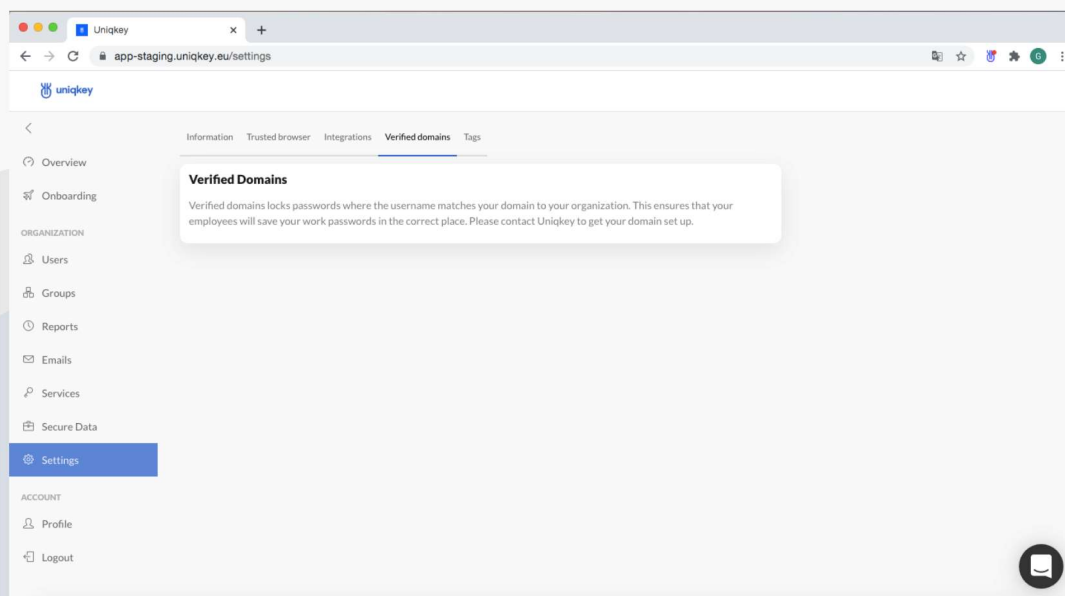 Uniqkey
app-staging.uniqkey.eu/settings
G
uniqkey
Information Trusted browser Integrations Verified domains Tags
Overview
Onboarding
ORGANIZATION
Users
Groups
Reports
Emails
Services
Secure Data
Settings
ACCOUNT
Profile
Logout
Verified Domains
Verified domains locks passwords where the username matches your domain to your organization. This ensures that your
employees will save your work passwords in the correct place. Please contact Uniqkey to get your domain set up.